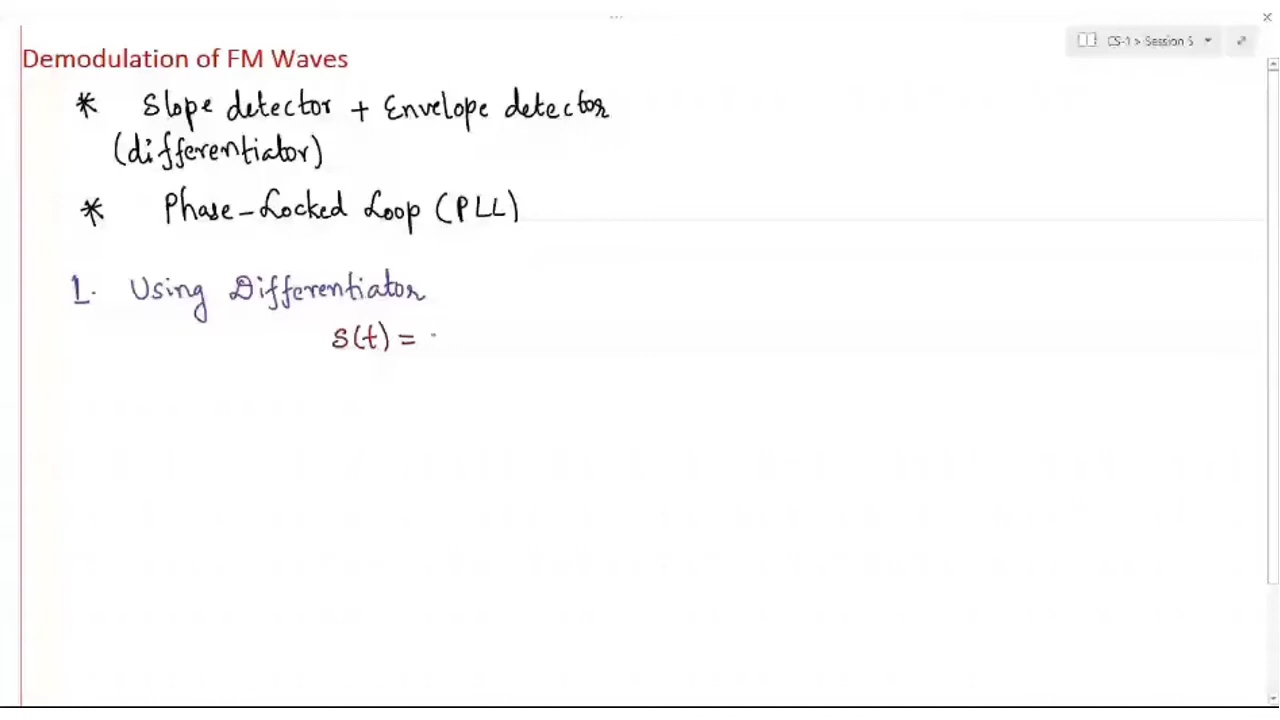 CS-1 > Session 5
Demodulation of FM Waves
* Slope detector + Envelope detector
(differentiator)
* Phase-Locked Loop (PLL)
1. Using Differentiator
S(t) =